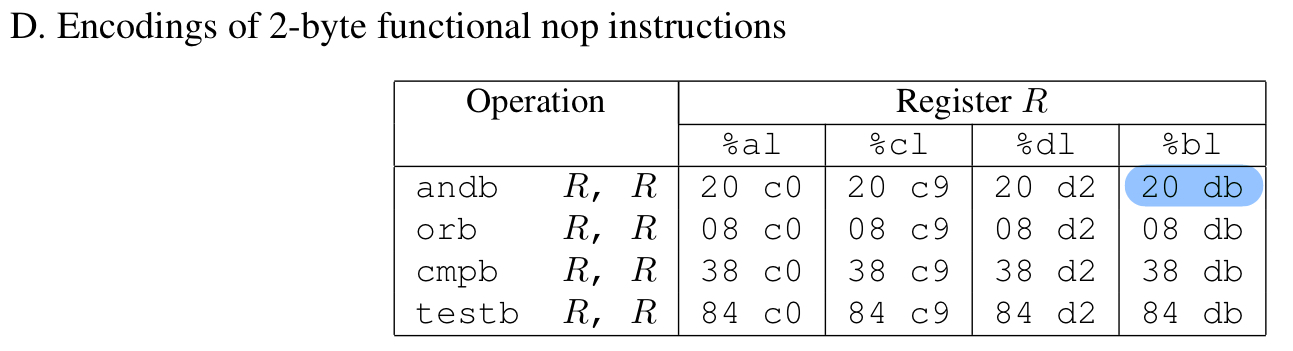 D. Encodings of 2-byte functional nop instructions
Operation Register R
%al %cl %dl %bl
andb R, R 20 c0 20 c9 20 d2 20 db
orb R, R 08 c0 08 c9 08 d2 08 db
cmpb R, R 38 c0 38 c9 38 d2 38 db
testb R, R 84 c0 84 c9 84 d2 84 db